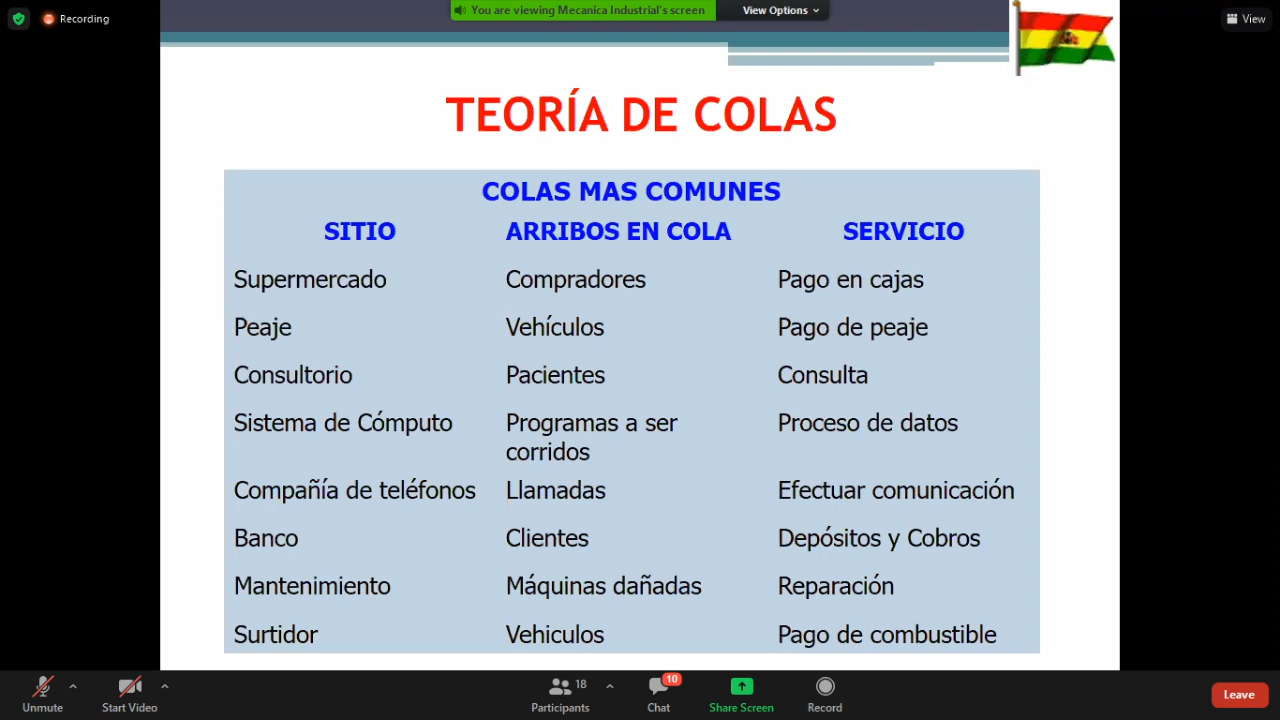 Recording
You are viewing Mecanica Industrial's screen
View Options
View
TEORÍA DE COLAS
COLAS MAS COMUNES
SITIO ARRIBOS EN COLA SERVICIO
Supermercado Compradores Pago en cajas
Peaje Vehículos Pago de peaje
Consultorio Pacientes Consulta
Sistema de Cómputo Programas a ser Proceso de datos
corridos
Compañía de teléfonos Llamadas Efectuar comunicación
Banco Clientes Depósitos y Cobros
Mantenimiento Máquinas dañadas Reparación
Surtidor Vehiculos Pago de combustible
18 10
Unmute Start Video Participants Chat Share Screen Record Leave